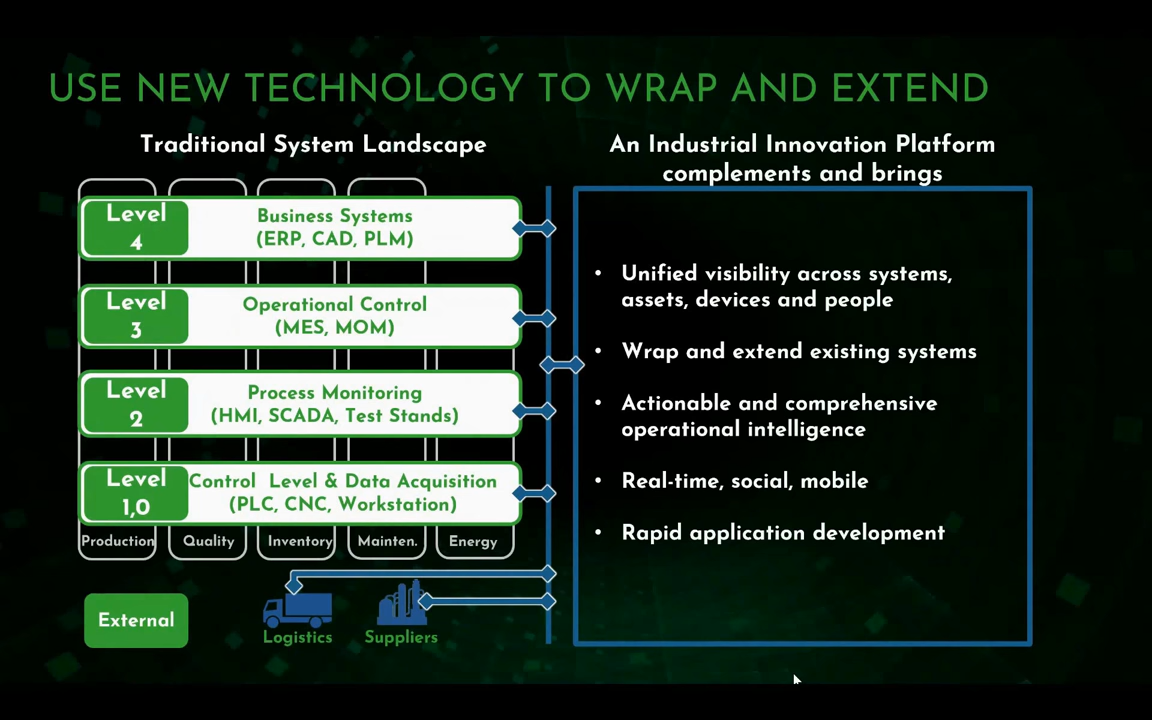 USE NEW TECHNOLOGY TO WRAP AND EXTEND
Traditional System Landscape
Level
4
Business Systems
(ERP, CAD, PLM)
Level
3
Operational Control
(MES, MOM)
Level
2
Process Monitoring
(HMI, SCADA, Test Stands)
Level
1,0
Control  Level & Data Acquisition
(PLC, CNC, Workstation)
Production
Quality
Inventory
Mainten.
Energy
External
Logistics
Suppliers
An Industrial Innovation Platform
complements and brings
• Unified visibility across systems,
assets, devices and people
• Wrap and extend existing systems
• Actionable and comprehensive
operational intelligence
• Real-time, social, mobile
• Rapid application development